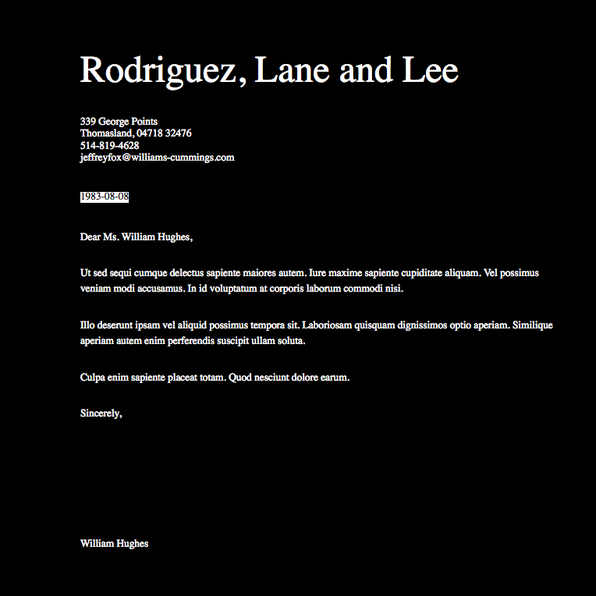 Rodriguez, Lane and Lee
339 George Points
Thomasland, 04718 32476
514-819-4628
jeffreyfox@williams-cummings.com
1983-08-08
Dear Ms. William Hughes,
Ut sed sequi cumque delectus sapiente maiores autem. Iure maxime sapiente cupiditate aliquam. Vel possimus
veniam modi accusamus. In id voluptatum at corporis laborum commodi nisi.
Illo deserunt ipsam vel aliquid possimus tempora sit. Laboriosam quisquam dignissimos optio aperiam. Similique
aperiam autem enim perferendis suscipit ullam soluta.
Culpa enim sapiente placeat totam. Quod nesciunt dolore earum.
Sincerely,
William Hughes